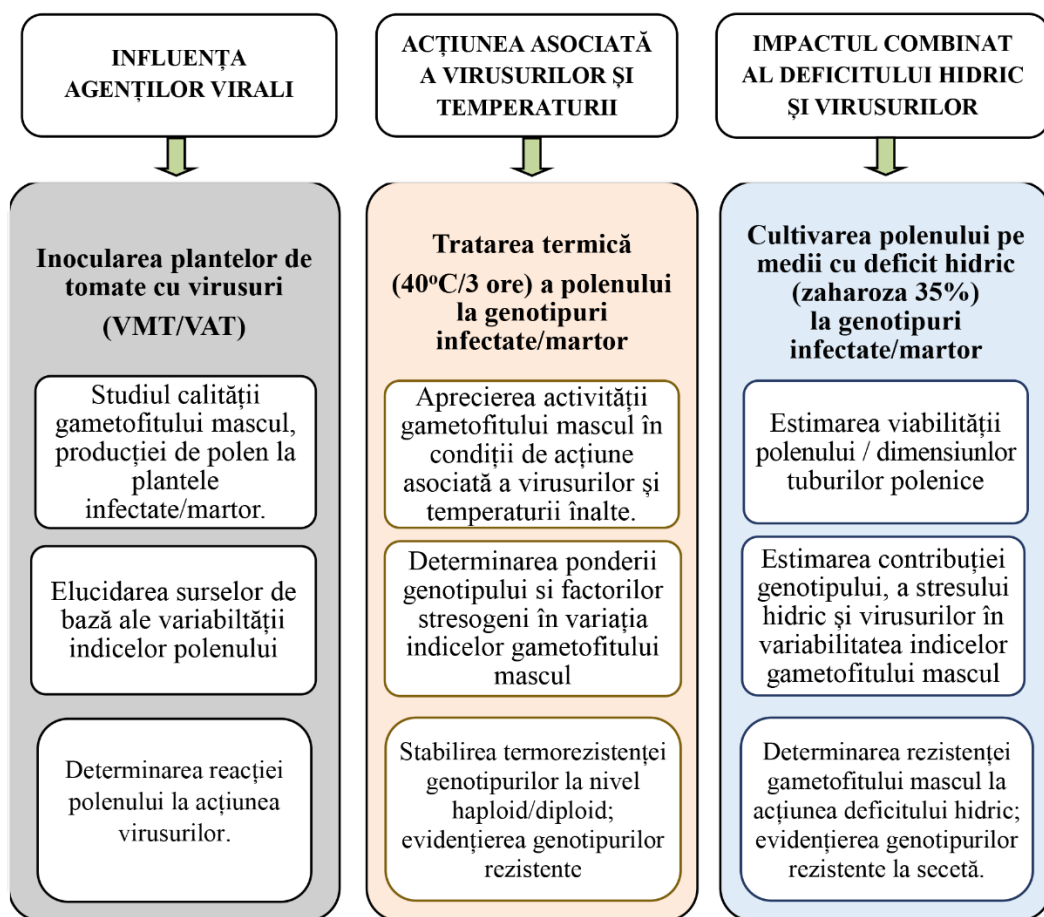 INFLUENȚA
AGENȚILOR VIRALI
Inocularea plantelor de
tomate cu virusuri
(VMT/VAT)
Studiul calității
gametofitului mascul,
producției de polen la
plantele
infectate/martor.
Elucidarea surselor de
bază ale variabiltății
indicelor polenului
Determinarea reacției
polenului la acțiunea
virusurilor.
ACȚIUNEA ASOCIATĂ
A VIRUSURILOR ȘI
TEMPERATURII
Tratarea termică
(40ºC/3 ore) a polenului
la genotipuri
infectate/martor
Aprecierea activității
gametofitului mascul în
condiții de acțiune
asociată a virusurilor și
temperaturii înalte.
Determinarea ponderii
genotipului si factorilor
stresogeni în variația
indicelor gametofitului
mascul
Stabilirea termorezistenței
genotipurilor la nivel
haploid/diploid;
evidențierea genotipurilor
rezistente
IMPACTUL COMBINAT
AL DEFICITULUI HIDRIC
ȘI VIRUSURILOR
Cultivarea polenului pe
medii cu deficit hidric
(zaharoza 35%)
la genotipuri
infectate/martor
Estimarea viabilității
polenului / dimensiunlor
tuburilor polenice
Estimarea contribuției
genotipului, a stresului
hidric şi virusurilor în
variabilitatea indicelor
gametofitului mascul
Determinarea rezistenței
gametofitului mascul la
acțiunea deficitului hidric;
evidențierea genotipurilor
rezistente la secetă.